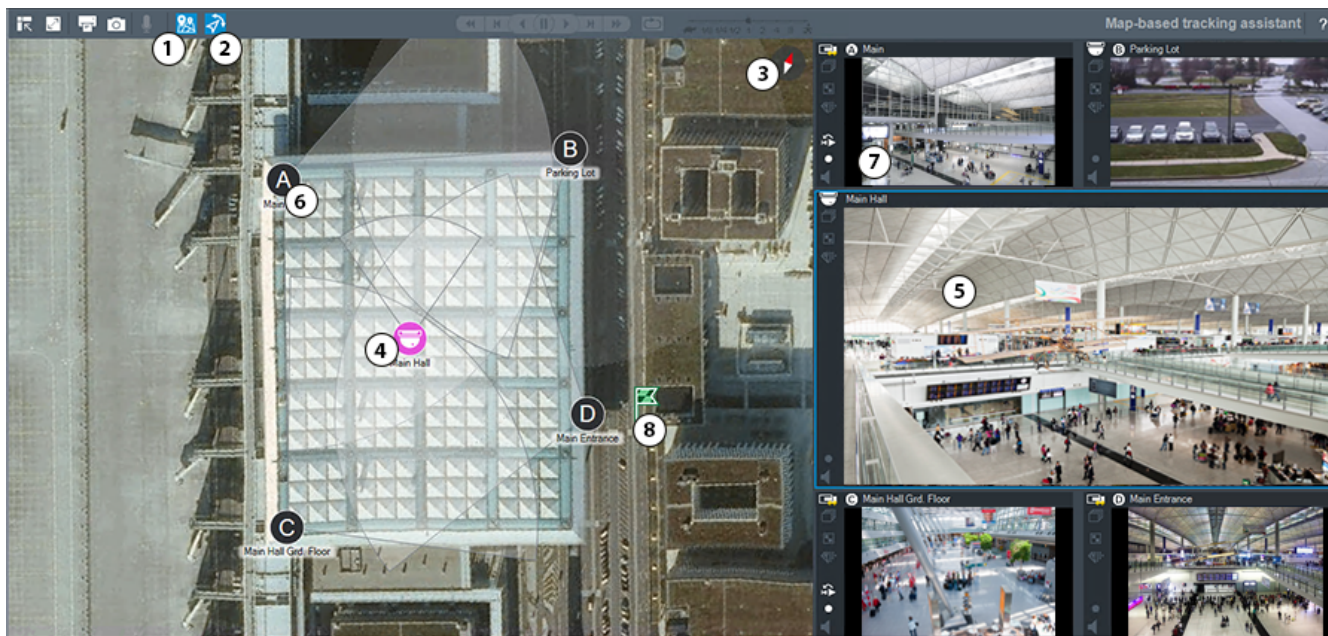 Map-based tracking assistant
?
1
2
3
A Main
B Parking Lot
B
Parking Lot
A
6
7
Main Hall
5
4
Main Hall
D
Main Entrance
8
C
Main Hall Grd. Floor
C Main Hall Grd. Floor
D Main Entrance